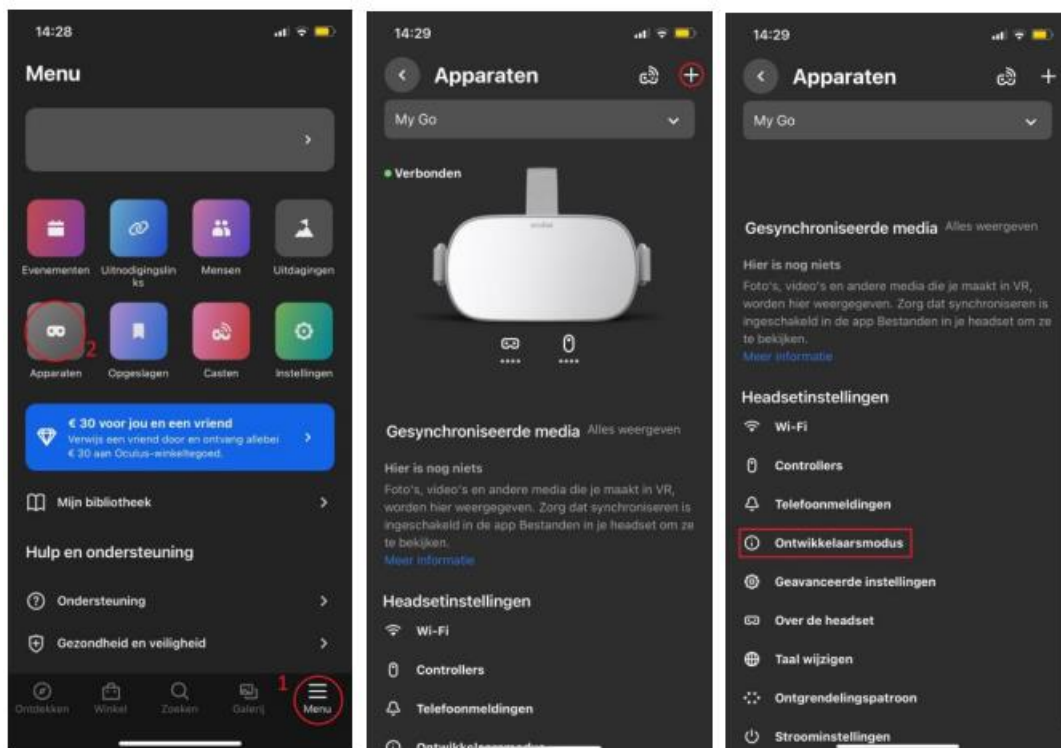 14:28
Menu
Evenementen
Uitnodigingslin
ks
Mensen
Uitdagingen
2
Apparaten
Opgeslagen
Casten
Instellingen
€ 30 voor jou en een vriend
Verwijs een vriend door en ontvang allebei
€ 30 aan Oculus-winkeltegoed.
Mijn bibliotheek
Hulp en ondersteuning
Ondersteuning
Gezondheid en veiligheid
1
Ontdekken
Winkel
Zoeken
Galerij
Menu
14:29
Apparaten
My Go
Verbonden
oculus
Gesynchroniseerde media Alles weergeven
Hier is nog niets
Foto's, video's en andere media die je maakt in VR,
worden hier weergegeven. Zorg dat synchroniseren is
ingeschakeld in de app Bestanden in je headset om ze
te bekijken.
Meer informatie
Headsetinstellingen
Wi-Fi
Controllers
Telefoonmeldingen
Ontwikkelaarsmodus
14:29
Apparaten
My Go
Gesynchroniseerde media Alles weergeven
Hier is nog niets
Foto's, video's en andere media die je maakt in VR,
worden hier weergegeven. Zorg dat synchroniseren is
ingeschakeld in de app Bestanden in je headset om ze
te bekijken.
Meer informatie
Headsetinstellingen
Wi-Fi
Controllers
Telefoonmeldingen
Ontwikkelaarsmodus
Geavanceerde instellingen
Over de headset
Taal wijzigen
Ontgrendelingspatroon
Stroominstellingen